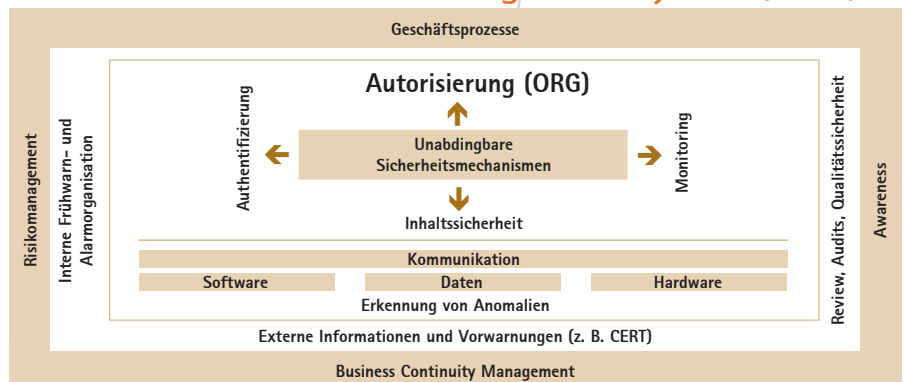 Geschäftsprozesse
Risikomanagement
Interne Frühwarn- und
Alarmorganisation
Autorisierung (ORG)
Authentifizierung
Unabdingbare
Sicherheitsmechanismen
Monitoring
Inhaltssicherheit
Kommunikation
Software
Daten
Hardware
Erkennung von Anomalien
Review, Audits, Qualitätssicherheit
Awareness
Externe Informationen und Vorwarnungen (z. B. CERT)
Business Continuity Management